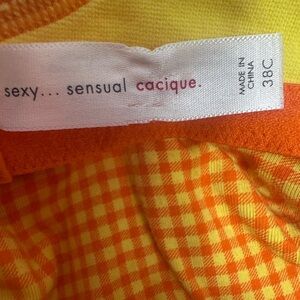 sexy... sensual cacique.
MADE IN
CHINA
38C